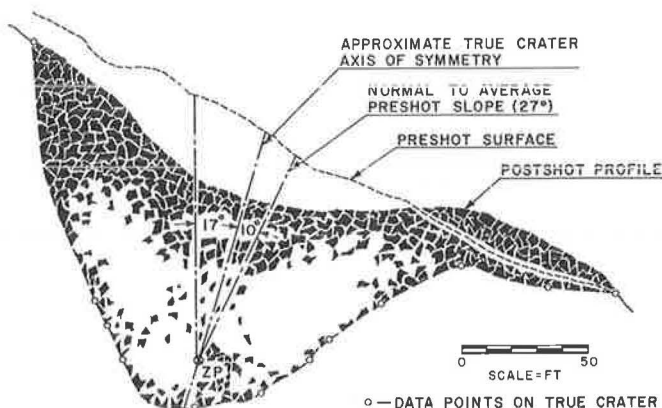 APPROXIMATE TRUE CRATER
AXIS OF SYMMETRY
NORMAL TO AVERAGE
PRESHOT SLOPE (27°)
PRESHOT SURFACE
POSTSHOT PROFILE
17° 10
ZP
0 50
SCALE=FT
o — DATA POINTS ON TRUE CRATER